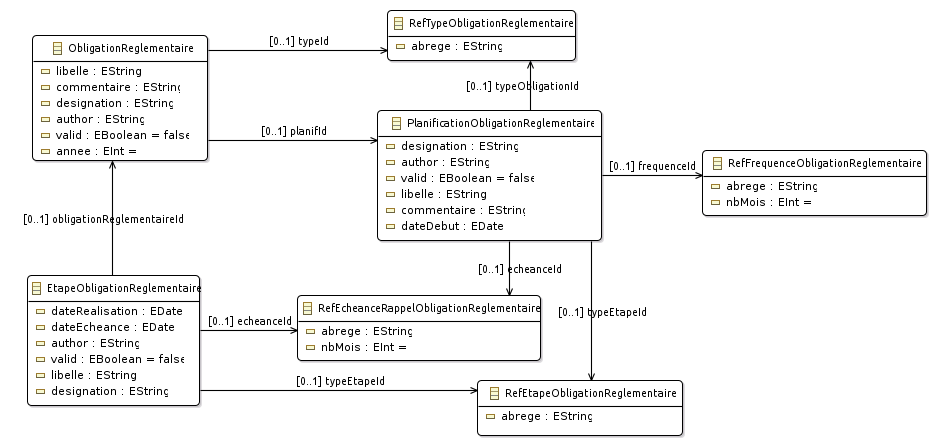 RefTypeObligationReglementaire
abrege : EString
ObligationReglementaire
libelle : EString
commentaire : EString
designation : EString
author : EString
valid : EBoolean = false
annee : EInt =
[0..1] typeId
[0..1] typeObligationId
[0..1] planifId
PlanificationObligationReglementaire
designation : EString
author : EString
valid : EBoolean = false
libelle : EString
commentaire : EString
dateDebut : EDate
[0..1] frequenceId
RefFrequenceObligationReglementaire
abrege : EString
nbMois : EInt =
[0..1] obligationReglementaireId
[0..1] echeanceId
[0..1] typeEtapeId
EtapeObligationReglementaire
dateRealisation : EDate
dateEcheance : EDate
author : EString
valid : EBoolean = false
libelle : EString
designation : EString
[0..1] echeanceId
RefEcheanceRappelObligationReglementaire
abrege : EString
nbMois : EInt =
[0..1] typeEtapeId
RefEtapeObligationReglementaire
abrege : EString